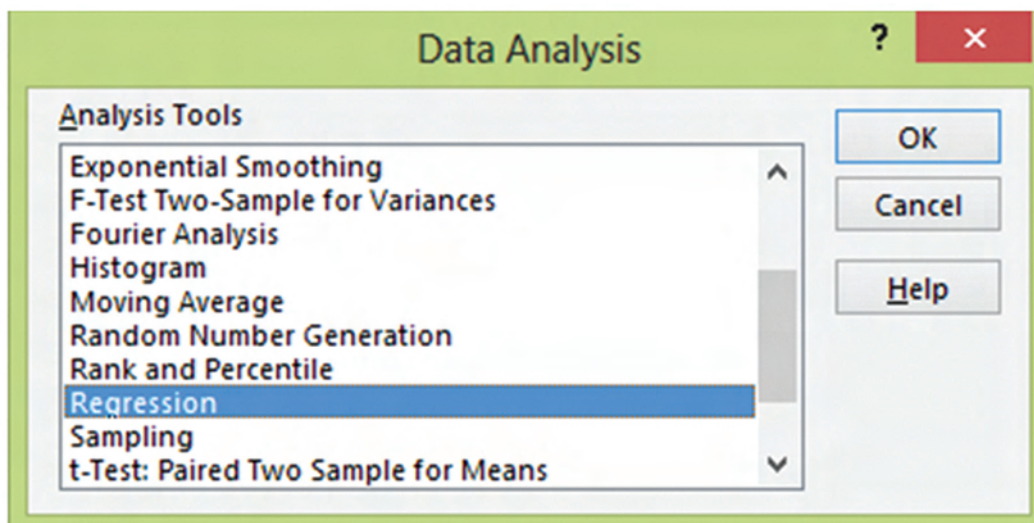 Data Analysis
?
Analysis Tools
Exponential Smoothing
F-Test Two-Sample for Variances
Fourier Analysis
Histogram
Moving Average
Random Number Generation
Rank and Percentile
Regression
Sampling
t-Test: Paired Two Sample for Means
OK
Cancel
Help